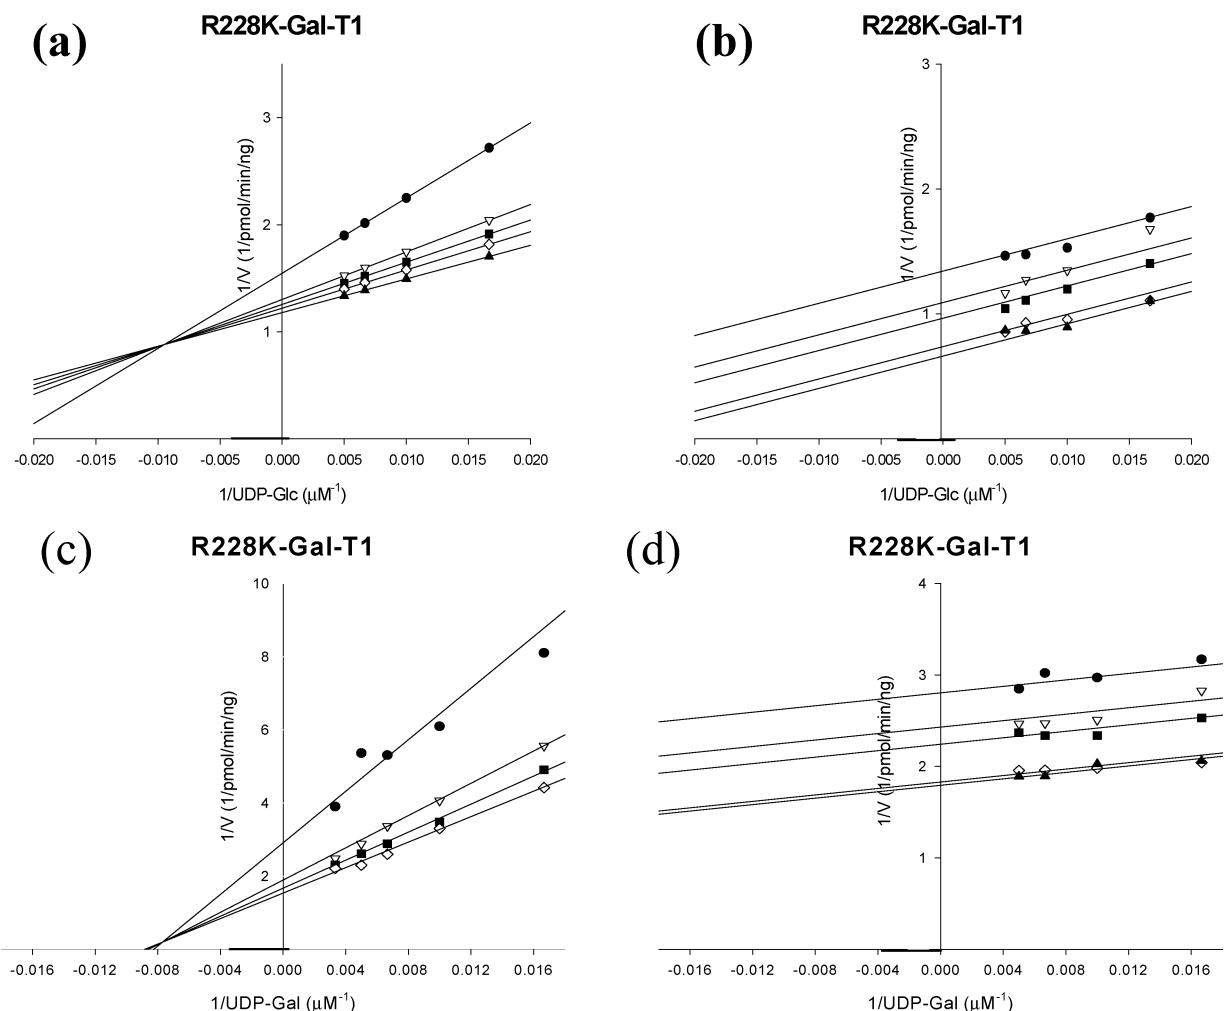 (a)
R228K-Gal-T1
3
2
1
1/V (1/pmol/min/ng)
-0.020 -0.015 -0.010 -0.005 0.000 0.005 0.010 0.015 0.020
1/UDP-Glc (μM⁻¹)
(b)
R228K-Gal-T1
3
2
1
1/V (1/pmol/min/ng)
-0.020 -0.015 -0.010 -0.005 0.000 0.005 0.010 0.015 0.020
1/UDP-Glc (μM⁻¹)
(c)
R228K-Gal-T1
10
8
6
4
2
1/V (1/pmol/min/ng)
-0.016 -0.012 -0.008 -0.004 0.000 0.004 0.008 0.012 0.016
1/UDP-Gal (μM⁻¹)
(d)
R228K-Gal-T1
4
3
2
1
1/V (1/pmol/min/ng)
-0.016 -0.012 -0.008 -0.004 0.000 0.004 0.008 0.012 0.016
1/UDP-Gal (μM⁻¹)